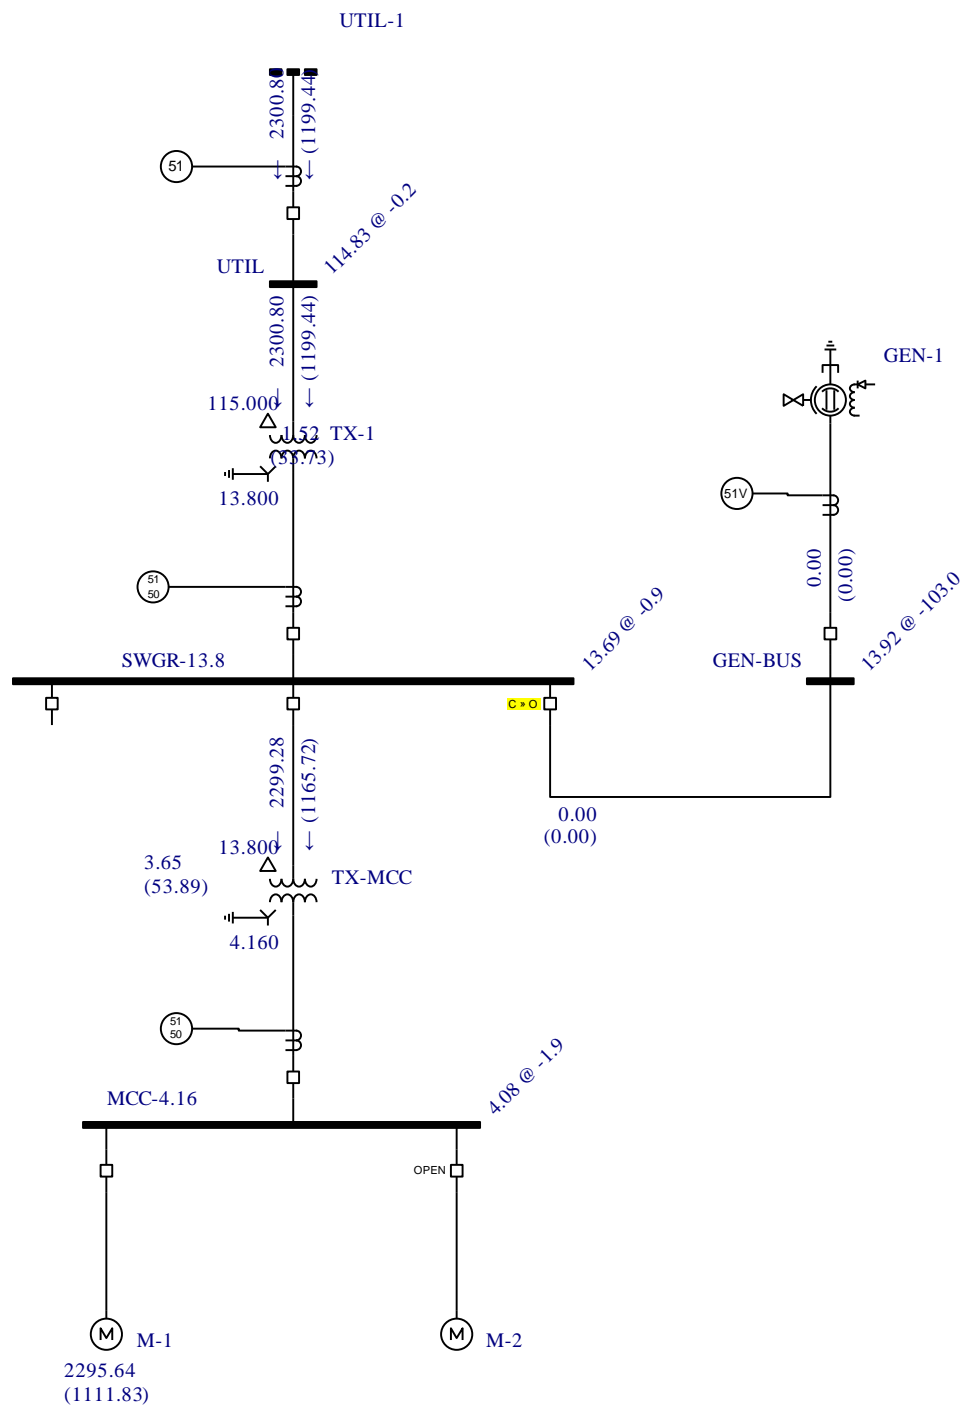 UTIL-1
2300.80
(1199.44)
↓
↓
51
114.83 @ -0.2
UTIL
2300.80
(1199.44)
↓
↓
GEN-1
115.000
1.52
TX-1
(33.73)
13.800
51V
0.00
(0.00)
51
50
13.69 @ -0.9
13.92 @ -103.0
SWGR-13.8
GEN-BUS
C » O
2299.28
(1165.72)
↓
↓
0.00
(0.00)
13.800
3.65
(53.89)
TX-MCC
4.160
51
50
4.08 @ -1.9
MCC-4.16
OPEN
M
M-1
M
M-2
2295.64
(1111.83)